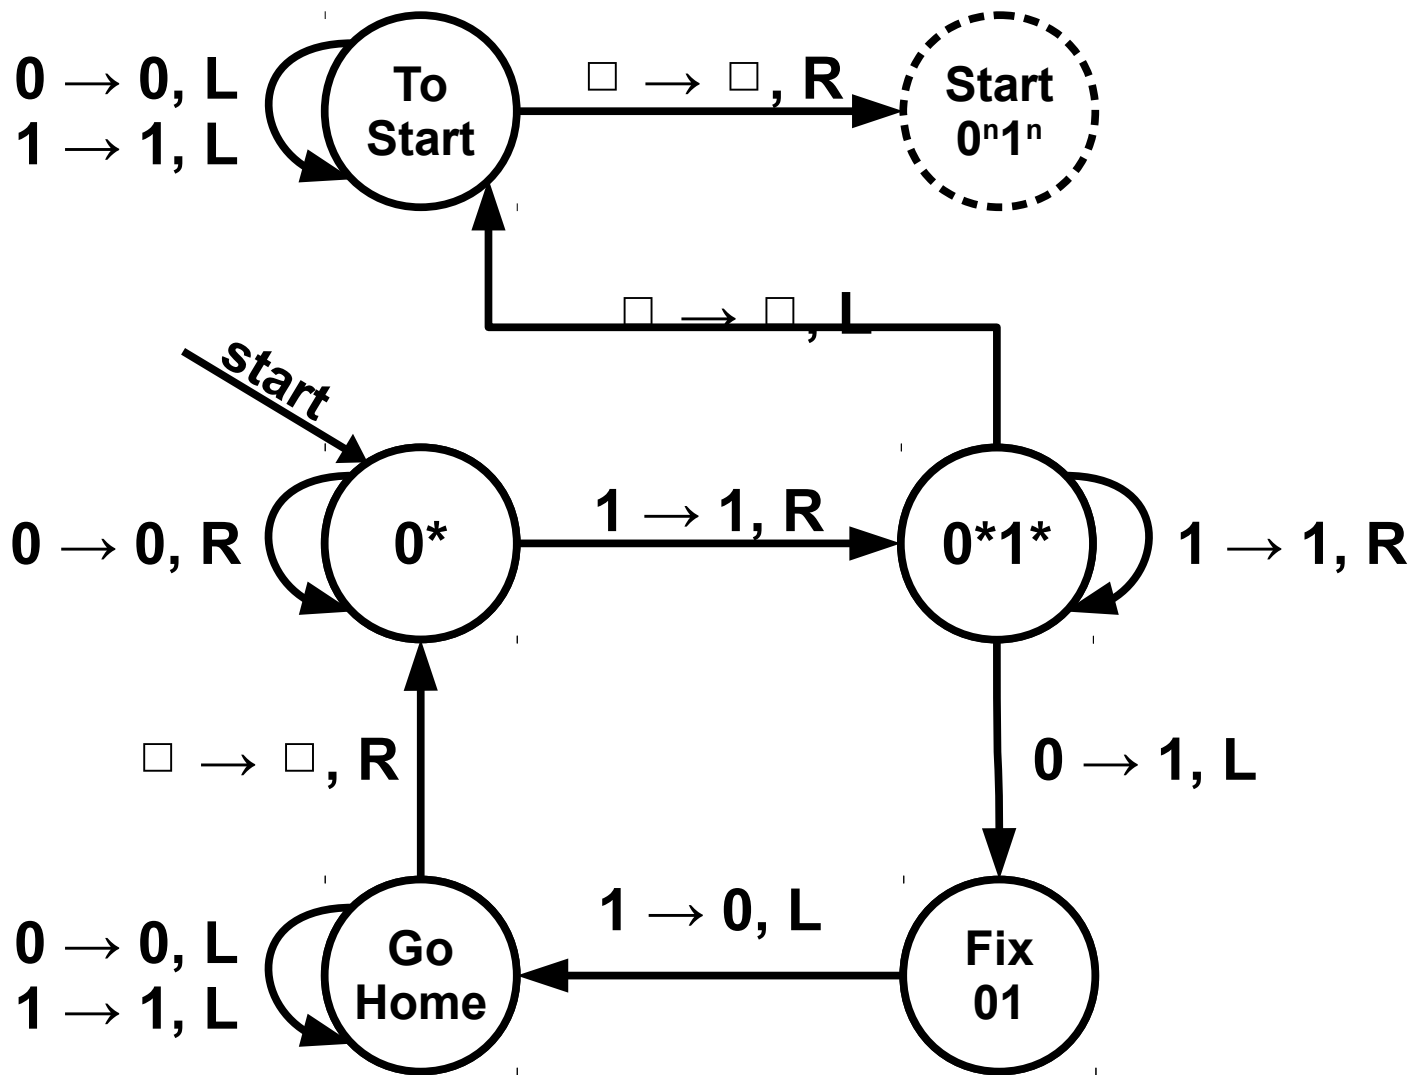 0 → 0, L
1 → 1, L
To
Start
□ → □, R
Start
0ⁿ1ⁿ
□ → □, L
start
0 → 0, R
0*
1 → 1, R
0*1*
1 → 1, R
□ → □, R
0 → 1, L
0 → 0, L
1 → 1, L
Go
Home
1 → 0, L
Fix
01